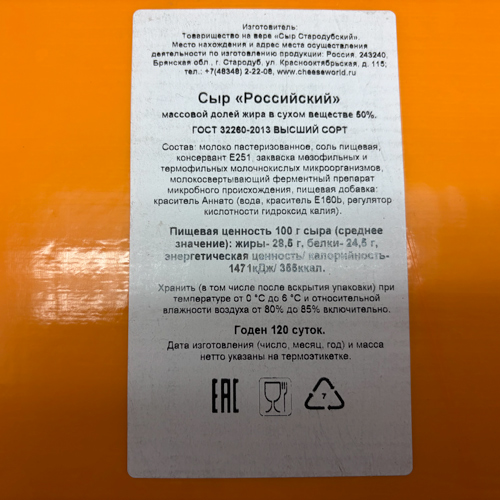 Изготовитель:
Товарищество на вере «Сыр Стародубский».
Место нахождения и адрес места осуществления
деятельности по изготовлению продукции: Россия, 243240,
Брянская обл., г. Стародуб, ул. Краснооктябрьская, д. 115;
тел.: +7(48348) 2-22-08, www.cheeseworld.ru
Сыр «Российский»
массовой долей жира в сухом веществе 50%.
ГОСТ 32260-2013 ВЫСШИЙ СОРТ
Состав: молоко пастеризованное, соль пищевая,
консервант Е251, закваска мезофильных и
термофильных молочнокислых микроорганизмов,
молокосвертывающий ферментный препарат
микробного происхождения, пищевая добавка:
краситель Аннато (вода, краситель Е160b, регулятор
кислотности гидроксид калия).
Пищевая ценность 100 г сыра (среднее
значение): жиры- 28,5 г, белки- 24,5 г,
энергетическая ценность/ калорийность-
1471кДж/ 355ккал.
Хранить (в том числе после вскрытия упаковки) при
температуре от 0 °С до 6 °С и относительной
влажности воздуха от 80% до 85% включительно.
Годен 120 суток.
Дата изготовления (число, месяц, год) и масса
нетто указаны на термоэтикетке.
ЕАС
7